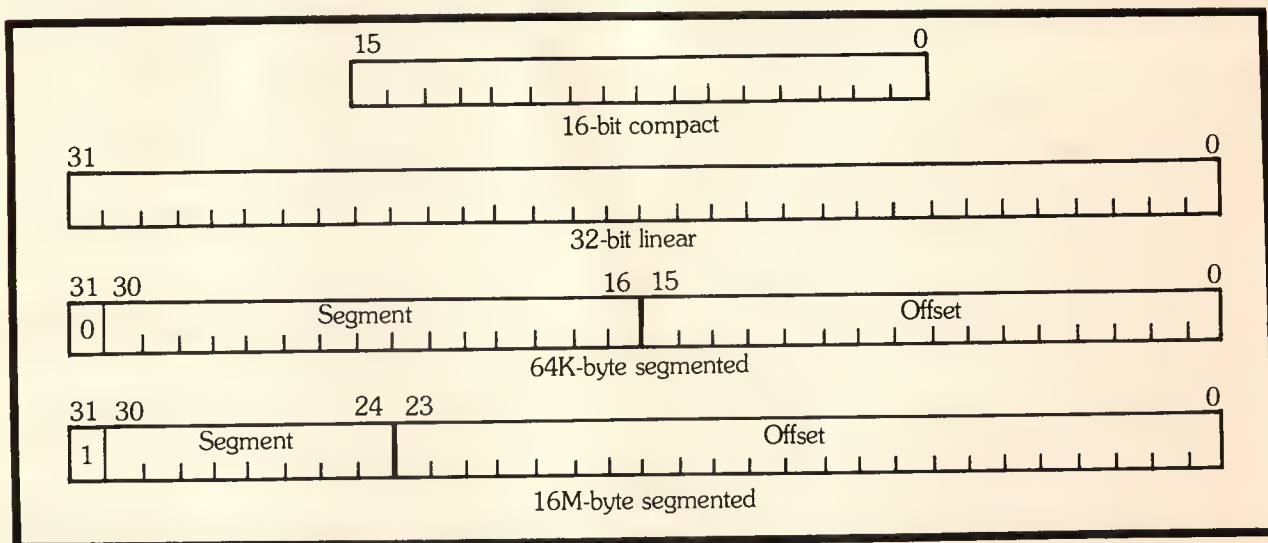 15 0
16-bit compact
31 0
32-bit linear
31 30 16 15 0
0 Segment Offset
64K-byte segmented
31 30 24 23 0
1 Segment Offset
16M-byte segmented